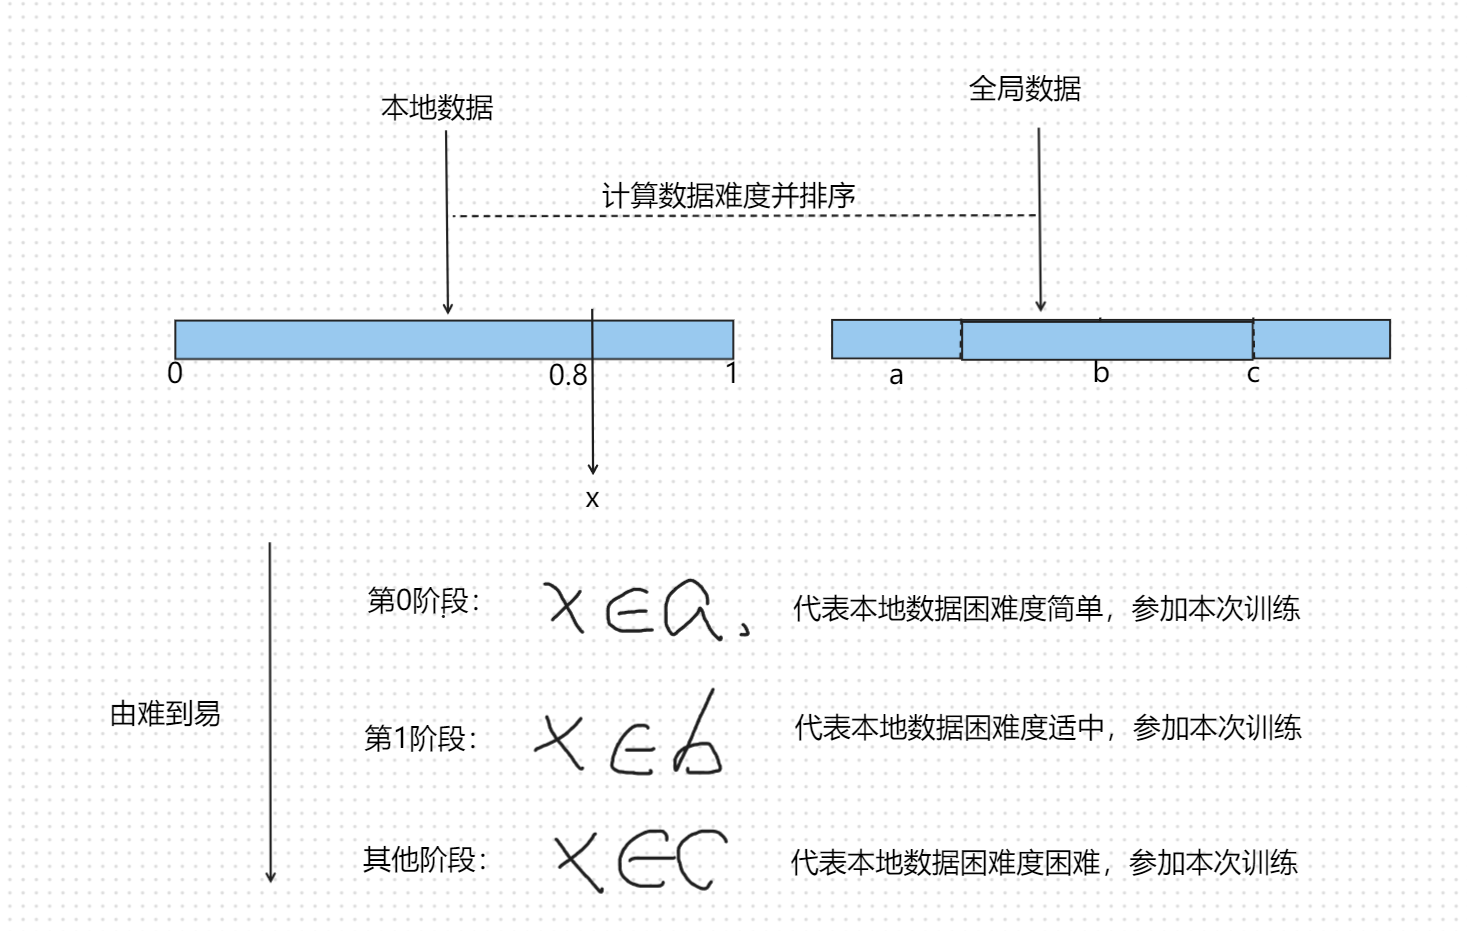 全局数据
本地数据
计算数据难度并排序
0
0.8
1
a
b
c
x
第0阶段： x∈a、 代表本地数据困难度简单，参加本次训练
由难到易
第1阶段： x∈b 代表本地数据困难度适中，参加本次训练
其他阶段： x∈c 代表本地数据困难度困难，参加本次训练